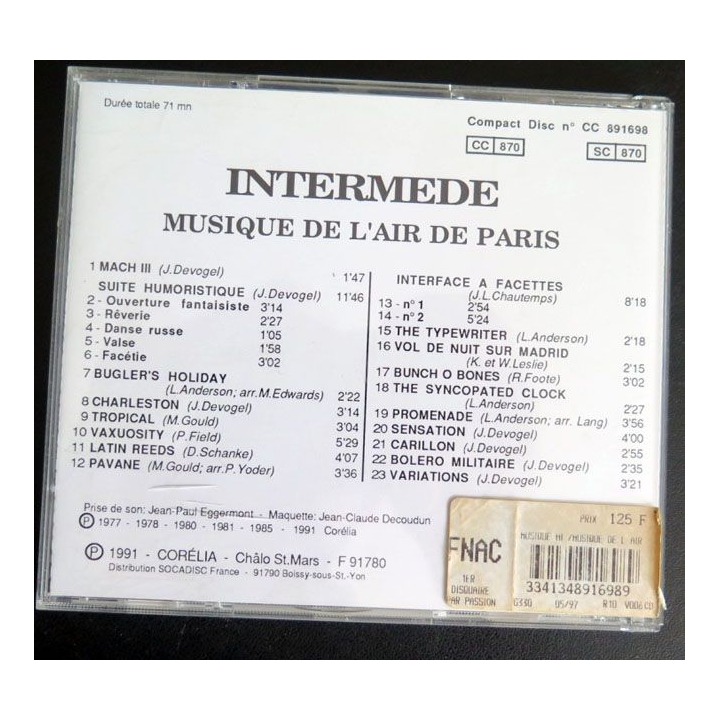 Durée totale 71 mn
Compact Disc n° CC 891698
CC 870
SC 870
INTERMEDE
MUSIQUE DE L'AIR DE PARIS
1 MACH III (J.Devogel) 1'47
SUITE HUMORISTIQUE (J.Devogel) 11'46
2 - Ouverture fantaisiste 3'14
3 - Rêverie 2'27
4 - Danse russe 1'05
5 - Valse 1'58
6 - Facétie 3'02
7 BUGLER'S HOLIDAY
(L.Anderson; arr.M.Edwards) 2'22
8 CHARLESTON (J.Devogel) 3'14
9 TROPICAL (M.Gould) 3'04
10 VAXUOSITY (P.Field) 5'29
11 LATIN REEDS (D.Schanke) 4'07
12 PAVANE (M.Gould; arr.P.Yoder) 3'36
INTERFACE A FACETTES
(J.L.Chautemps) 8'18
13 - n° 1 2'54
14 - n° 2 5'24
15 THE TYPEWRITER (L.Anderson) 2'18
16 VOL DE NUIT SUR MADRID
(K. et W.Leslie) 2'15
17 BUNCH O BONES (R.Foote) 3'02
18 THE SYNCOPATED CLOCK
(L.Anderson) 2'27
19 PROMENADE (L.Anderson; arr. Lang) 3'56
20 SENSATION (J.Devogel) 4'00
21 CARILLON (J.Devogel) 2'55
22 BOLERO MILITAIRE (J.Devogel) 2'35
23 VARIATIONS (J.Devogel) 3'21
Prise de son: Jean-Paul Eggermont - Maquette: Jean-Claude Decoudun
Ⓟ 1977 - 1978 - 1980 - 1981 - 1985 - 1991 Corélia
Ⓟ 1991 - CORÉLIA - Châlo St.Mars - F 91780
Distribution SOCADISC France - 91790 Boissy-sous-St.-Yon
PRIX 125 F
MUSIQUE MI /MUSIQUE DE L AIR
FNAC
1ER
DISQUAIRE
PAR PASSION
3341348916989
G330 05/97 R10 VO06 CD